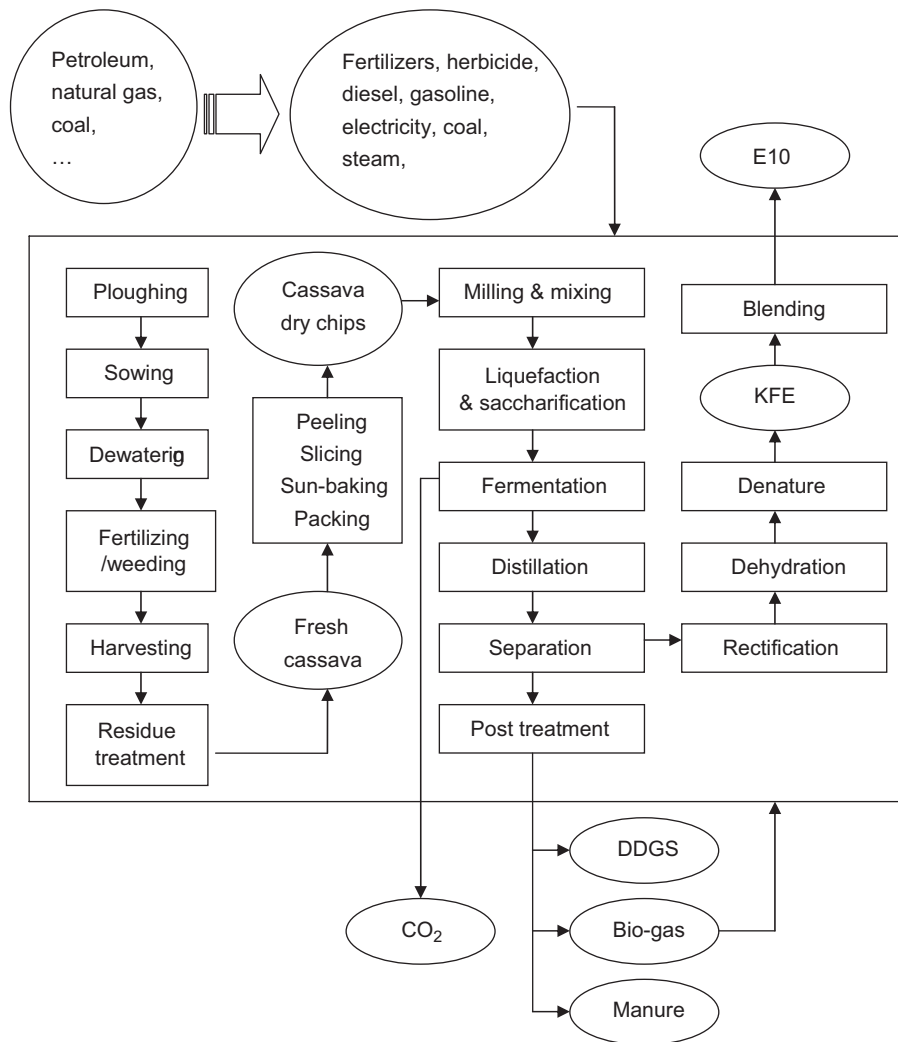 Petroleum,
natural gas,
coal,
...
Fertilizers, herbicide,
diesel, gasoline,
electricity, coal,
steam,
E10
Ploughing
Sowing
Dewatering
Fertilizing
/weeding
Harvesting
Residue
treatment
Cassava
dry chips
Peeling
Slicing
Sun-baking
Packing
Fresh
cassava
Milling & mixing
Liquefaction
& saccharification
Fermentation
Distillation
Separation
Post treatment
Blending
KFE
Denature
Dehydration
Rectification
DDGS
CO₂
Bio-gas
Manure